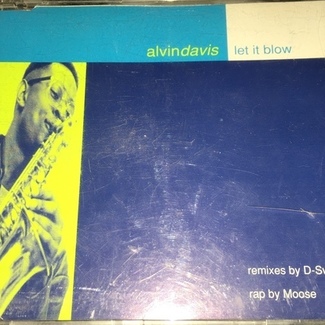 alvindavis let it blow
remixes by
rap by Moose